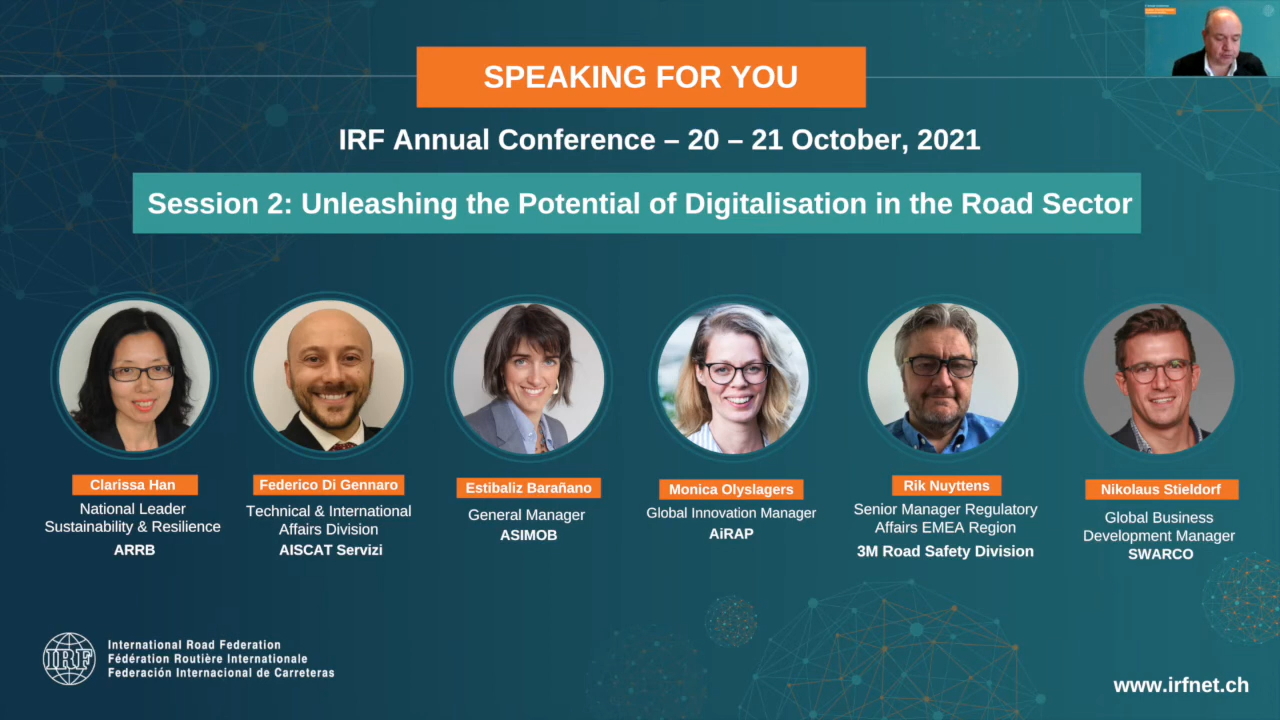 SPEAKING FOR YOU
IRF Annual Conference – 20 – 21 October, 2021
Session 2: Unleashing the Potential of Digitalisation in the Road Sector
Clarissa Han
National Leader
Sustainability & Resilience
ARRB
Federico Di Gennaro
Technical & International
Affairs Division
AISCAT Servizi
Estibaliz Barañano
General Manager
ASIMOB
Monica Olyslagers
Global Innovation Manager
AiRAP
Rik Nuyttens
Senior Manager Regulatory
Affairs EMEA Region
3M Road Safety Division
Nikolaus Stieldorf
Global Business
Development Manager
SWARCO
IRF
International Road Federation
Fédération Routière Internationale
Federación Internacional de Carreteras
www.irfnet.ch